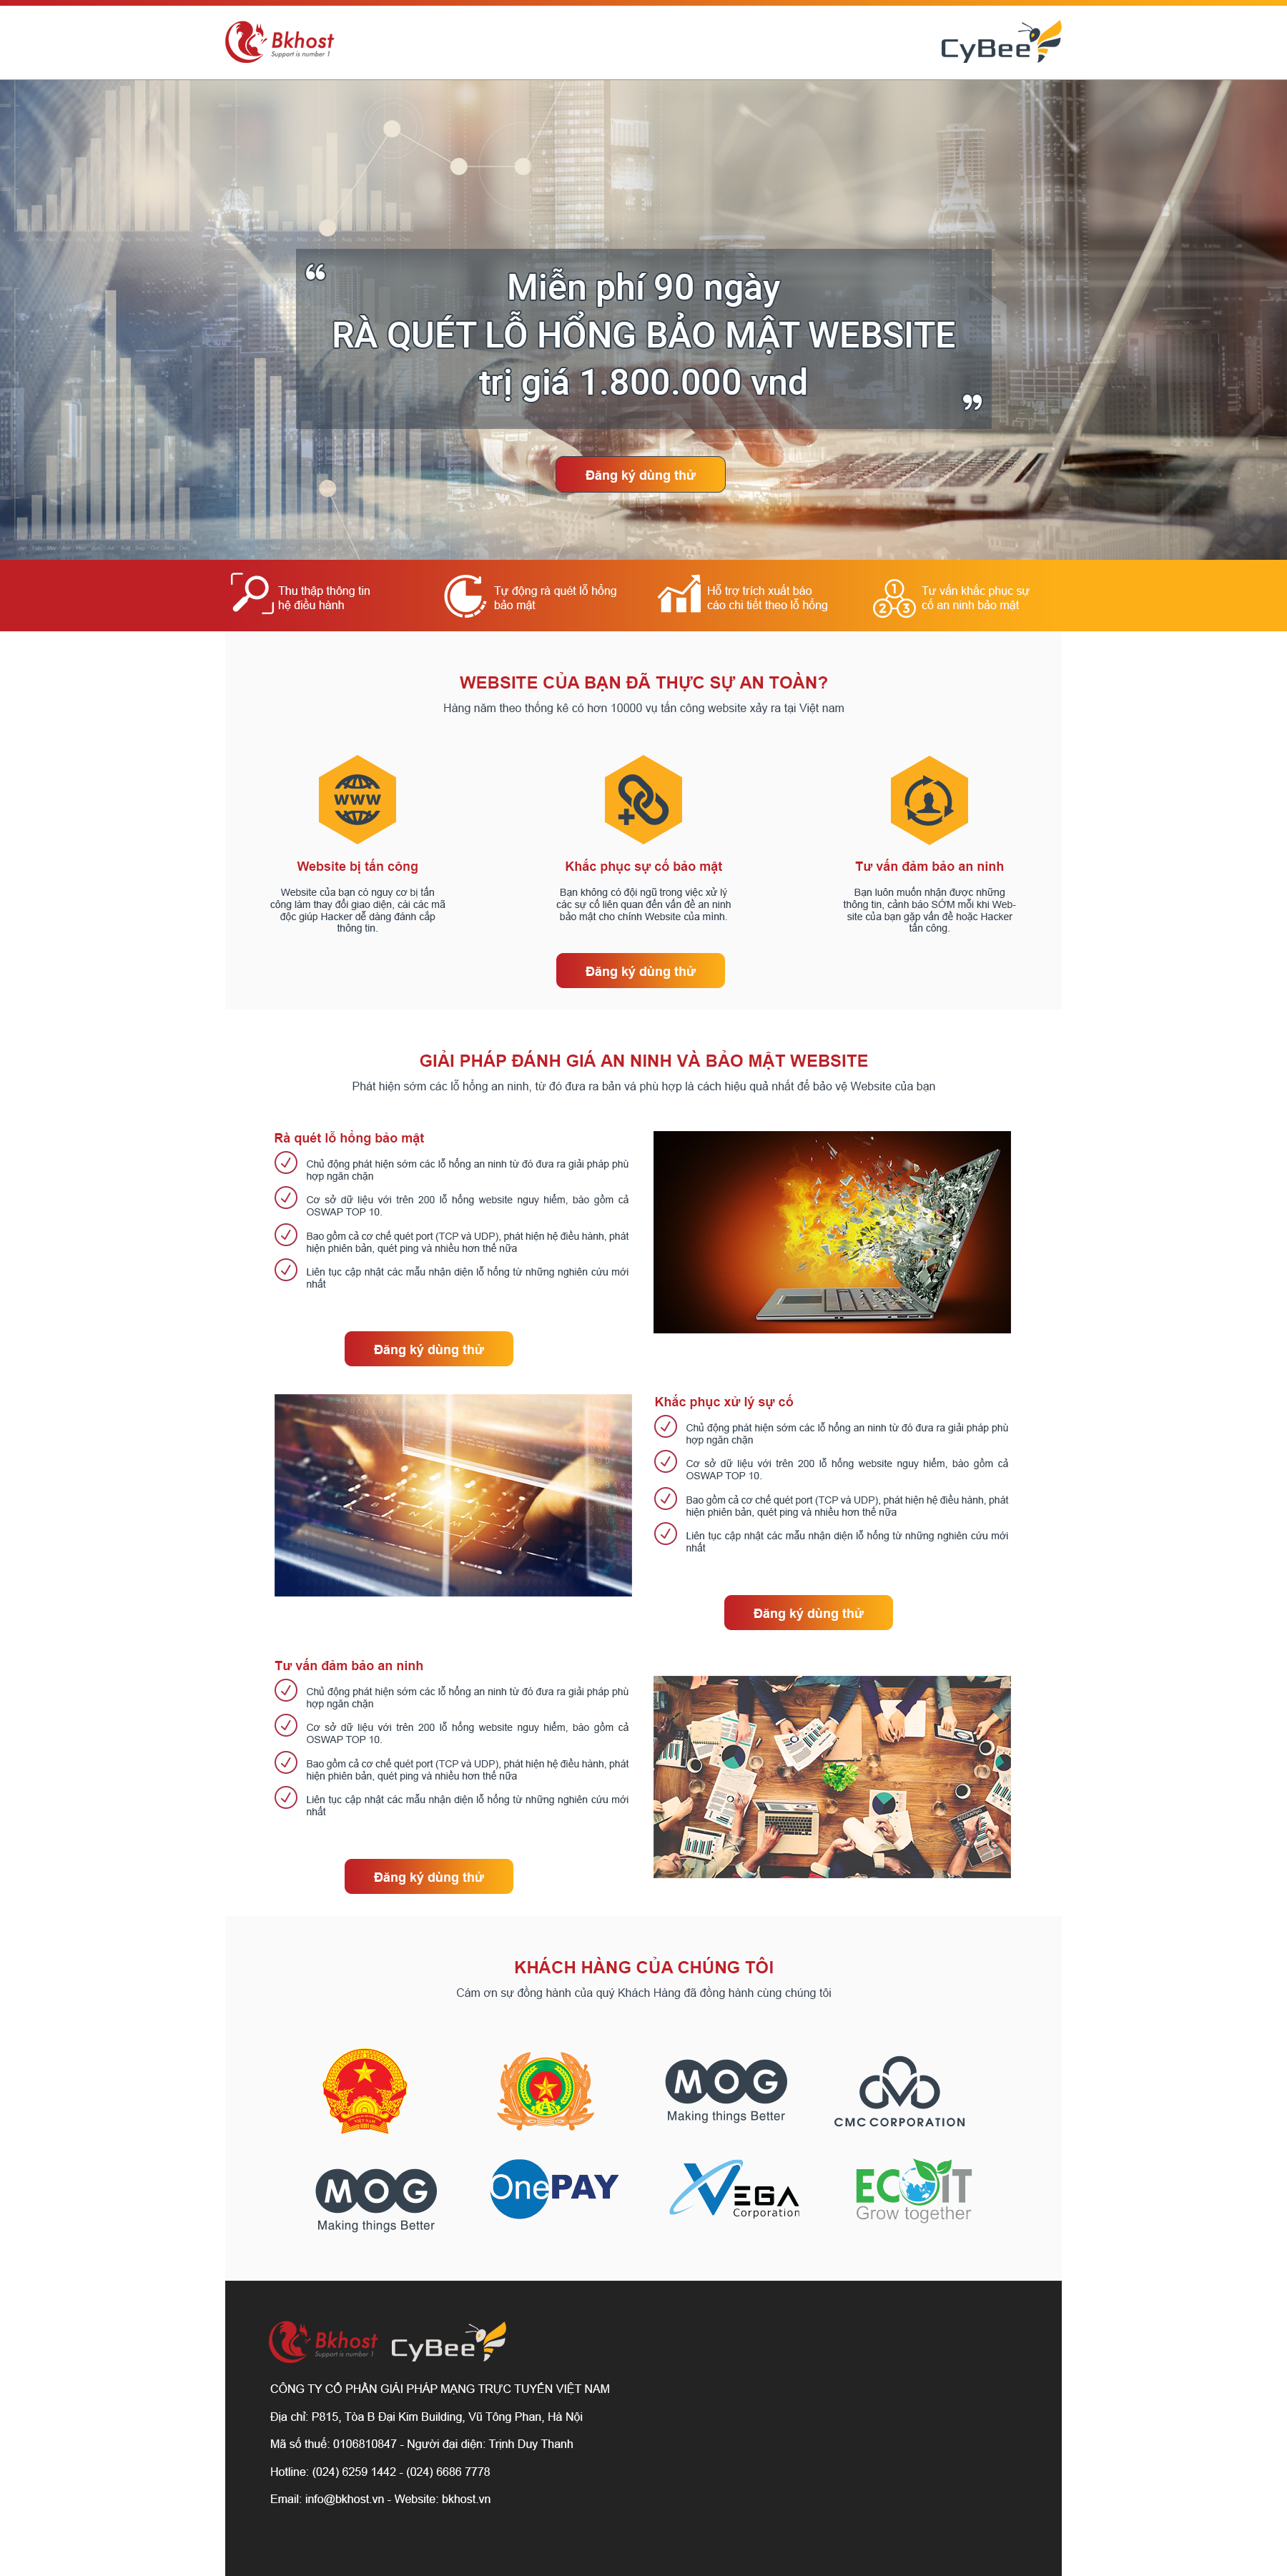 Bkhost
Support is number 1
CyBee
“
Miễn phí 90 ngày
RÀ QUÉT LỖ HỔNG BẢO MẬT WEBSITE
trị giá 1.800.000 vnd
”
Đăng ký dùng thử
Thu thập thông tin
hệ điều hành
Tự động rà quét lỗ hổng
bảo mật
Hỗ trợ trích xuất báo
cáo chi tiết theo lỗ hổng
1
2 3
Tư vấn khắc phục sự
cố an ninh bảo mật
WEBSITE CỦA BẠN ĐÃ THỰC SỰ AN TOÀN?
Hàng năm theo thống kê có hơn 10000 vụ tấn công website xảy ra tại Việt nam
WWW
Website bị tấn công
Website của bạn có nguy cơ bị tấn
công làm thay đổi giao diện, cài các mã
độc giúp Hacker dễ dàng đánh cắp
thông tin.
Khắc phục sự cố bảo mật
Bạn không có đội ngũ trong việc xử lý
các sự cố liên quan đến vấn đề an ninh
bảo mật cho chính Website của mình.
Tư vấn đảm bảo an ninh
Bạn luôn muốn nhận được những
thông tin, cảnh báo SỚM mỗi khi Web-
site của bạn gặp vấn đề hoặc Hacker
tấn công.
Đăng ký dùng thử
GIẢI PHÁP ĐÁNH GIÁ AN NINH VÀ BẢO MẬT WEBSITE
Phát hiện sớm các lỗ hổng an ninh, từ đó đưa ra bản vá phù hợp là cách hiệu quả nhất để bảo vệ Website của bạn
Rà quét lỗ hổng bảo mật
Chủ động phát hiện sớm các lỗ hổng an ninh từ đó đưa ra giải pháp phù
hợp ngăn chặn
Cơ sở dữ liệu với trên 200 lỗ hổng website nguy hiểm, bào gồm cả
OSWAP TOP 10.
Bao gồm cả cơ chế quét port (TCP và UDP), phát hiện hệ điều hành, phát
hiện phiên bản, quét ping và nhiều hơn thế nữa
Liên tục cập nhật các mẫu nhận diện lỗ hổng từ những nghiên cứu mới
nhất
Đăng ký dùng thử
Khắc phục xử lý sự cố
Chủ động phát hiện sớm các lỗ hổng an ninh từ đó đưa ra giải pháp phù
hợp ngăn chặn
Cơ sở dữ liệu với trên 200 lỗ hổng website nguy hiểm, bào gồm cả
OSWAP TOP 10.
Bao gồm cả cơ chế quét port (TCP và UDP), phát hiện hệ điều hành, phát
hiện phiên bản, quét ping và nhiều hơn thế nữa
Liên tục cập nhật các mẫu nhận diện lỗ hổng từ những nghiên cứu mới
nhất
Đăng ký dùng thử
Tư vấn đảm bảo an ninh
Chủ động phát hiện sớm các lỗ hổng an ninh từ đó đưa ra giải pháp phù
hợp ngăn chặn
Cơ sở dữ liệu với trên 200 lỗ hổng website nguy hiểm, bào gồm cả
OSWAP TOP 10.
Bao gồm cả cơ chế quét port (TCP và UDP), phát hiện hệ điều hành, phát
hiện phiên bản, quét ping và nhiều hơn thế nữa
Liên tục cập nhật các mẫu nhận diện lỗ hổng từ những nghiên cứu mới
nhất
Đăng ký dùng thử
KHÁCH HÀNG CỦA CHÚNG TÔI
Cám ơn sự đồng hành của quý Khách Hàng đã đồng hành cùng chúng tôi
VIỆT NAM
MOG
Making things Better
CMC CORPORATION
MOG
Making things Better
OnePAY
VEGA
Corporation
ECOIT
Grow together
Bkhost
Support is number 1
CyBee
CÔNG TY CỔ PHẦN GIẢI PHÁP MẠNG TRỰC TUYẾN VIỆT NAM
Địa chỉ: P815, Tòa B Đại Kim Building, Vũ Tông Phan, Hà Nội
Mã số thuế: 0106810847 - Người đại diện: Trịnh Duy Thanh
Hotline: (024) 6259 1442 - (024) 6686 7778
Email: info@bkhost.vn - Website: bkhost.vn